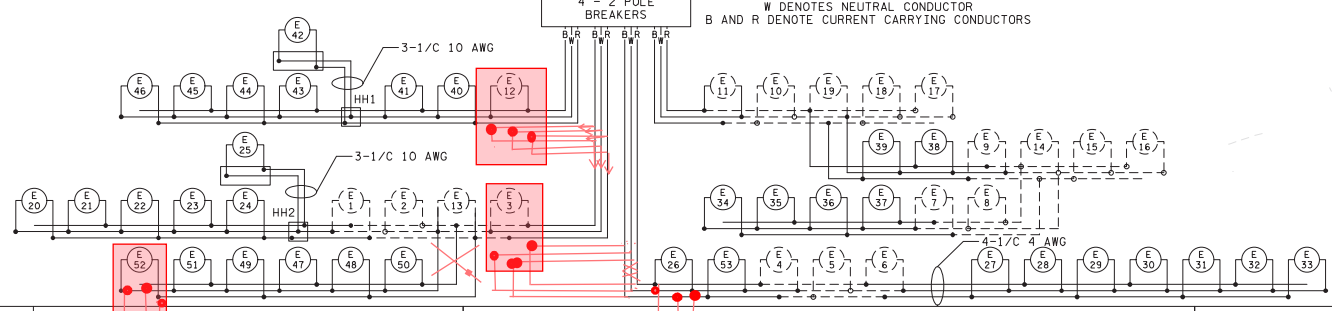 4 - 2 POLE
BREAKERS
W DENOTES NEUTRAL CONDUCTOR
B AND R DENOTE CURRENT CARRYING CONDUCTORS
B W R B W R B W R B W R
E 42
3-1/C 10 AWG
E 46 E 45 E 44 E 43 E 41 E 40 E 12 E 11 E 10 E 19 E 18 E 17
HH1
E 25
3-1/C 10 AWG
E 39 E 38 E 9 E 14 E 15 E 16
E 20 E 21 E 22 E 23 E 24 E 1 E 2 E 13 E 3 E 34 E 35 E 36 E 37 E 7 E 8
HH2
4-1/C 4 AWG
E 52 E 51 E 49 E 47 E 48 E 50 E 26 E 53 E 4 E 5 E 6 E 27 E 28 E 29 E 30 E 31 E 32 E 33